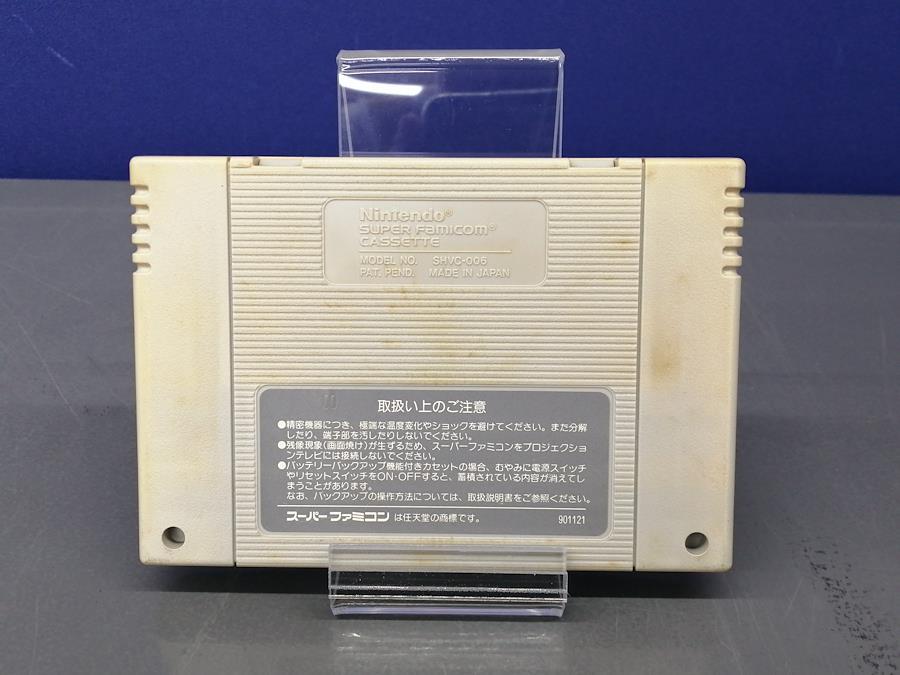 Nintendo®
SUPER FAMICOM®
CASSETTE
MODEL NO. SHVC-006
PAT. PEND. MADE IN JAPAN
取扱い上のご注意
●精密機器につき、極端な温度変化やショックを避けてください。また分解
したり、端子部を汚したりしないでください。
●残像現象(画面焼け)が生ずるため、スーパーファミコンをプロジェクショ
ンテレビには接続しないでください。
●バッテリーバックアップ機能付きカセットの場合、むやみに電源スイッチ
やリセットスイッチをON・OFFすると、蓄積されている内容が消えてし
まうことがあります。
なお、バックアップの操作方法については、取扱説明書をご参照ください。
スーパーファミコン は任天堂の商標です。 901121